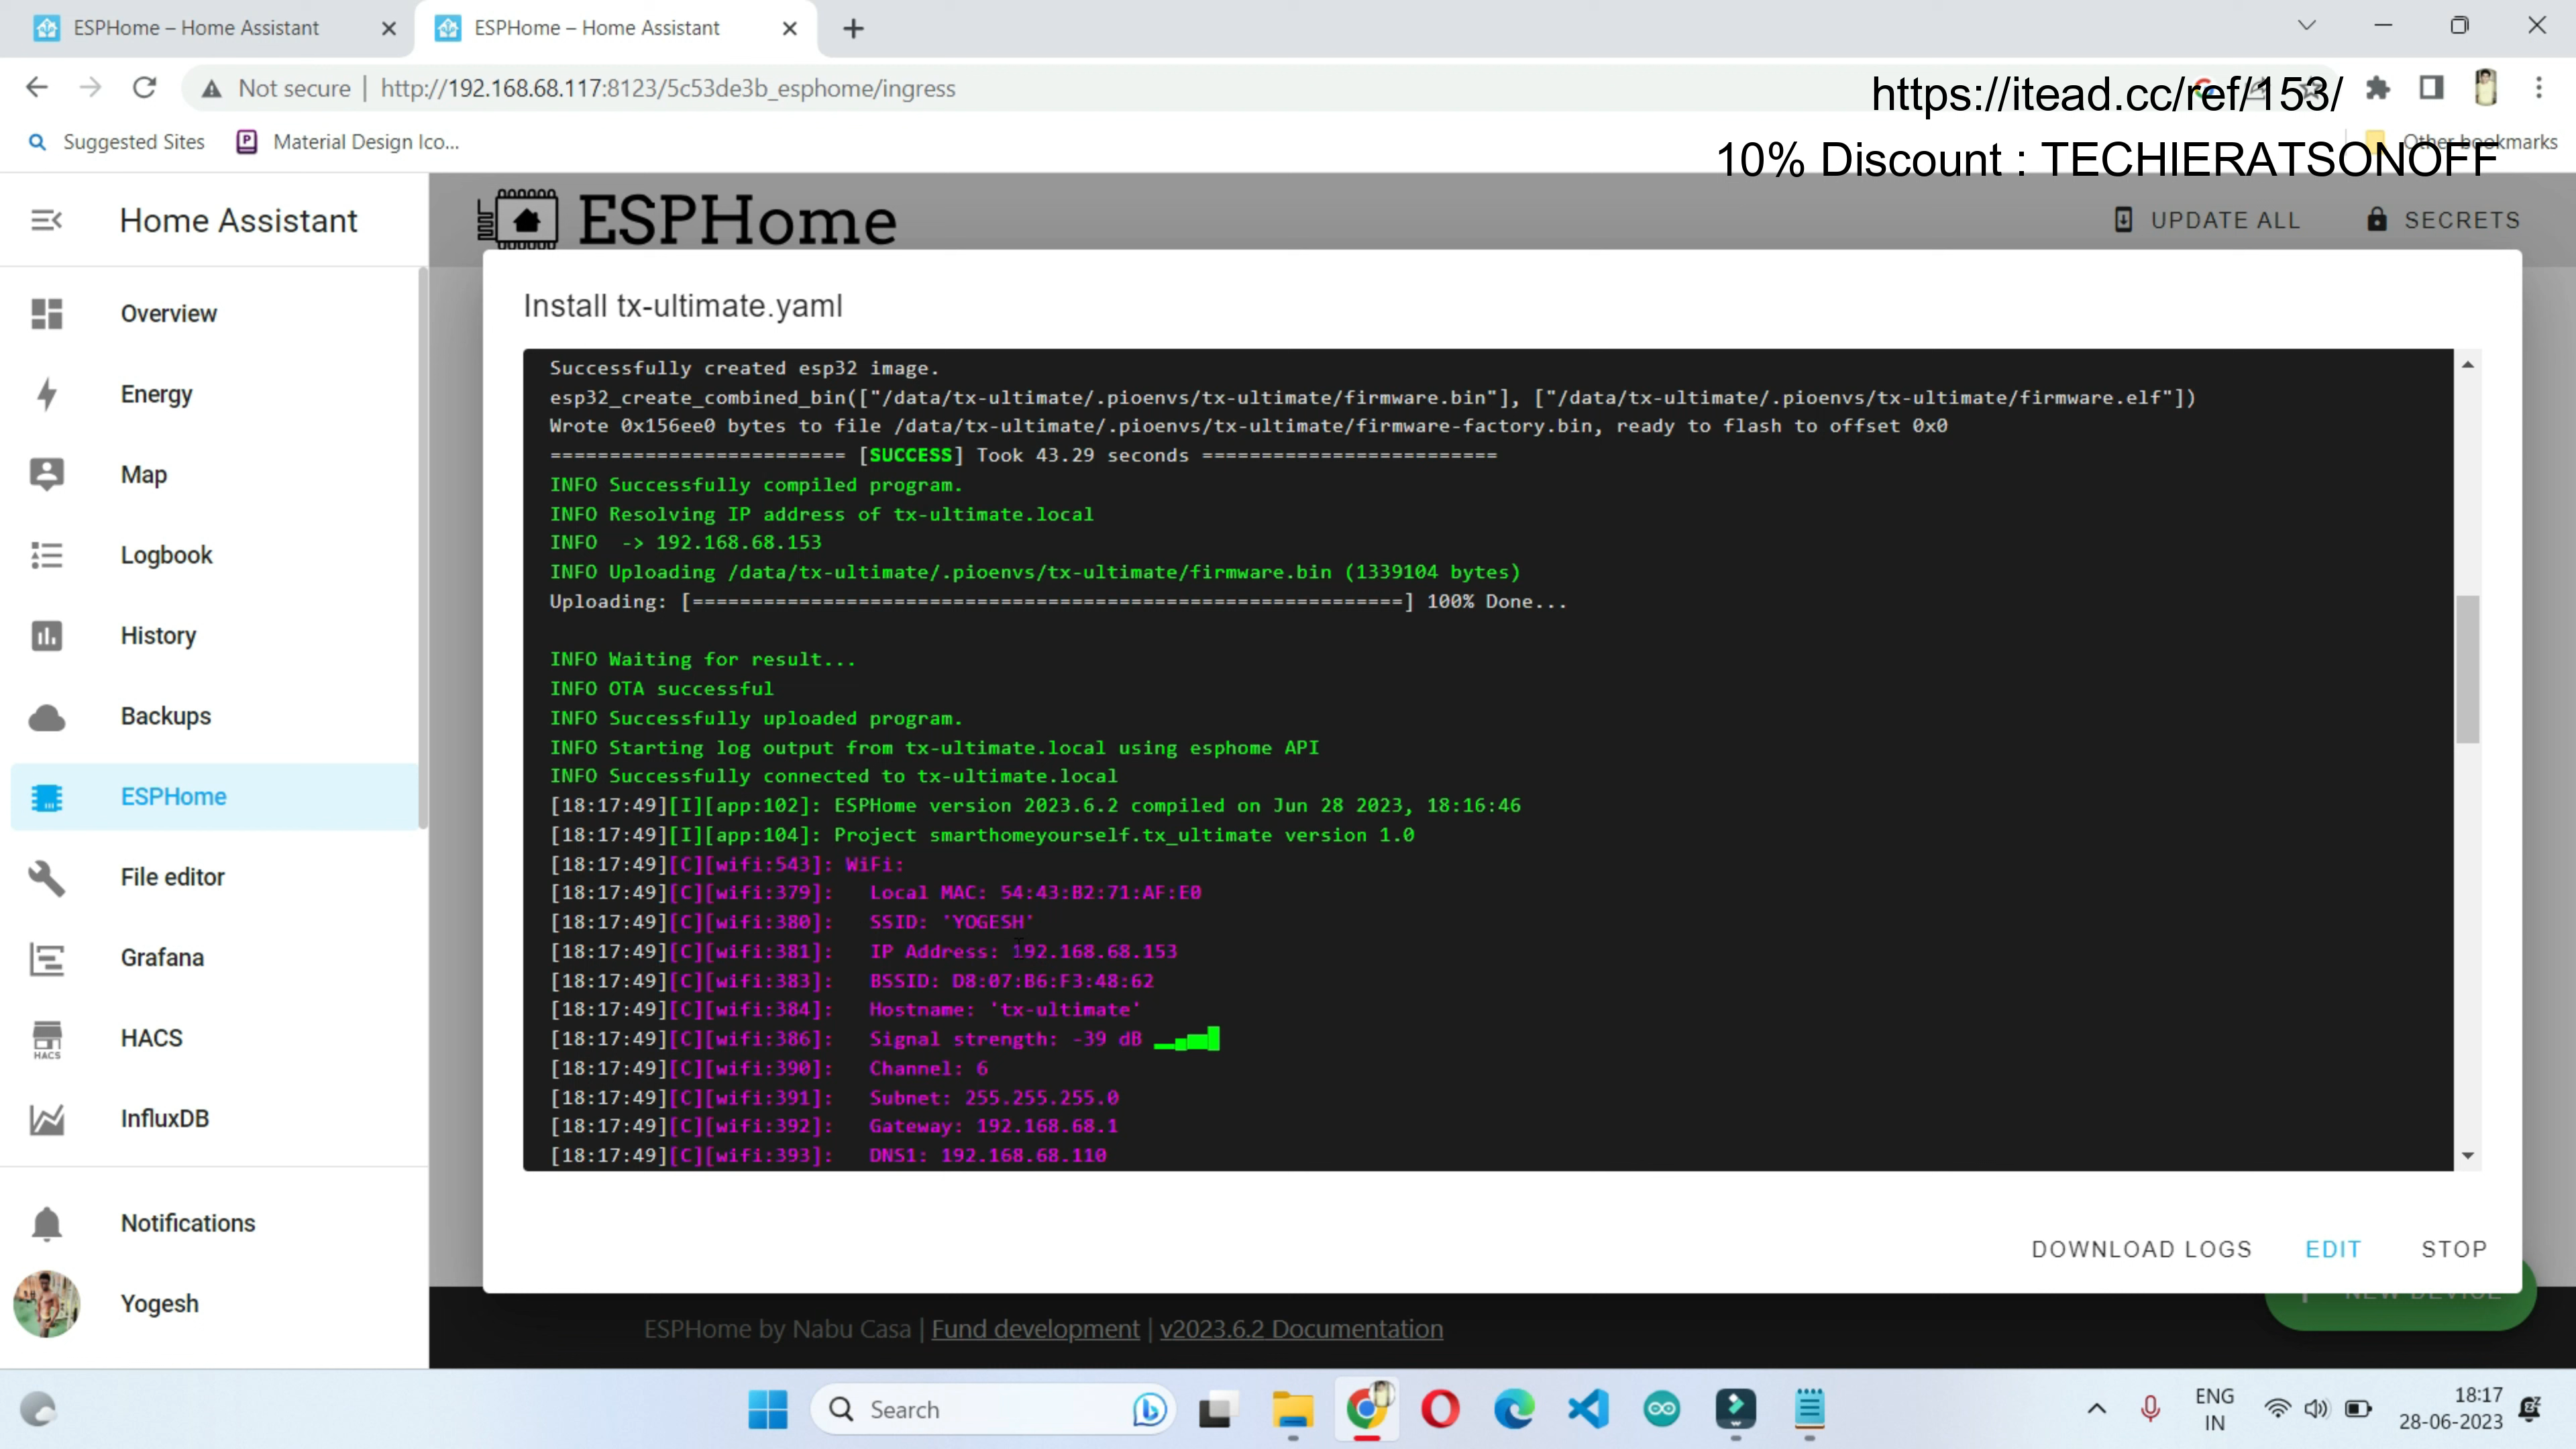 ESPHome – Home Assistant
ESPHome – Home Assistant
Not secure | http://192.168.68.117:8123/5c53de3b_esphome/ingress
https://itead.cc/ref/153/
Suggested Sites
Material Design Ico...
Other bookmarks
10% Discount : TECHIERATSONOFF
Home Assistant
ESPHome
UPDATE ALL
SECRETS
Overview
Energy
Map
Logbook
History
Backups
ESPHome
File editor
Grafana
HACS
HACS
InfluxDB
Notifications
Yogesh
Install tx-ultimate.yaml
Successfully created esp32 image.
esp32_create_combined_bin(["/data/tx-ultimate/.pioenvs/tx-ultimate/firmware.bin"], ["/data/tx-ultimate/.pioenvs/tx-ultimate/firmware.elf"])
Wrote 0x156ee0 bytes to file /data/tx-ultimate/.pioenvs/tx-ultimate/firmware-factory.bin, ready to flash to offset 0x0
========================= [SUCCESS] Took 43.29 seconds =========================
INFO Successfully compiled program.
INFO Resolving IP address of tx-ultimate.local
INFO  -> 192.168.68.153
INFO Uploading /data/tx-ultimate/.pioenvs/tx-ultimate/firmware.bin (1339104 bytes)
Uploading: [============================================================] 100% Done...
INFO Waiting for result...
INFO OTA successful
INFO Successfully uploaded program.
INFO Starting log output from tx-ultimate.local using esphome API
INFO Successfully connected to tx-ultimate.local
[18:17:49][I][app:102]: ESPHome version 2023.6.2 compiled on Jun 28 2023, 18:16:46
[18:17:49][I][app:104]: Project smarthomeyourself.tx_ultimate version 1.0
[18:17:49][C][wifi:543]: WiFi:
[18:17:49][C][wifi:379]:   Local MAC: 54:43:B2:71:AF:E0
[18:17:49][C][wifi:380]:   SSID: 'YOGESH'
[18:17:49][C][wifi:381]:   IP Address: 192.168.68.153
[18:17:49][C][wifi:383]:   BSSID: D8:07:B6:F3:48:62
[18:17:49][C][wifi:384]:   Hostname: 'tx-ultimate'
[18:17:49][C][wifi:386]:   Signal strength: -39 dB ▂▄▆█
[18:17:49][C][wifi:390]:   Channel: 6
[18:17:49][C][wifi:391]:   Subnet: 255.255.255.0
[18:17:49][C][wifi:392]:   Gateway: 192.168.68.1
[18:17:49][C][wifi:393]:   DNS1: 192.168.68.110
DOWNLOAD LOGS
EDIT
STOP
NEW DEVICE
ESPHome by Nabu Casa | Fund development | v2023.6.2 Documentation
Search
ENG
IN
18:17
28-06-2023